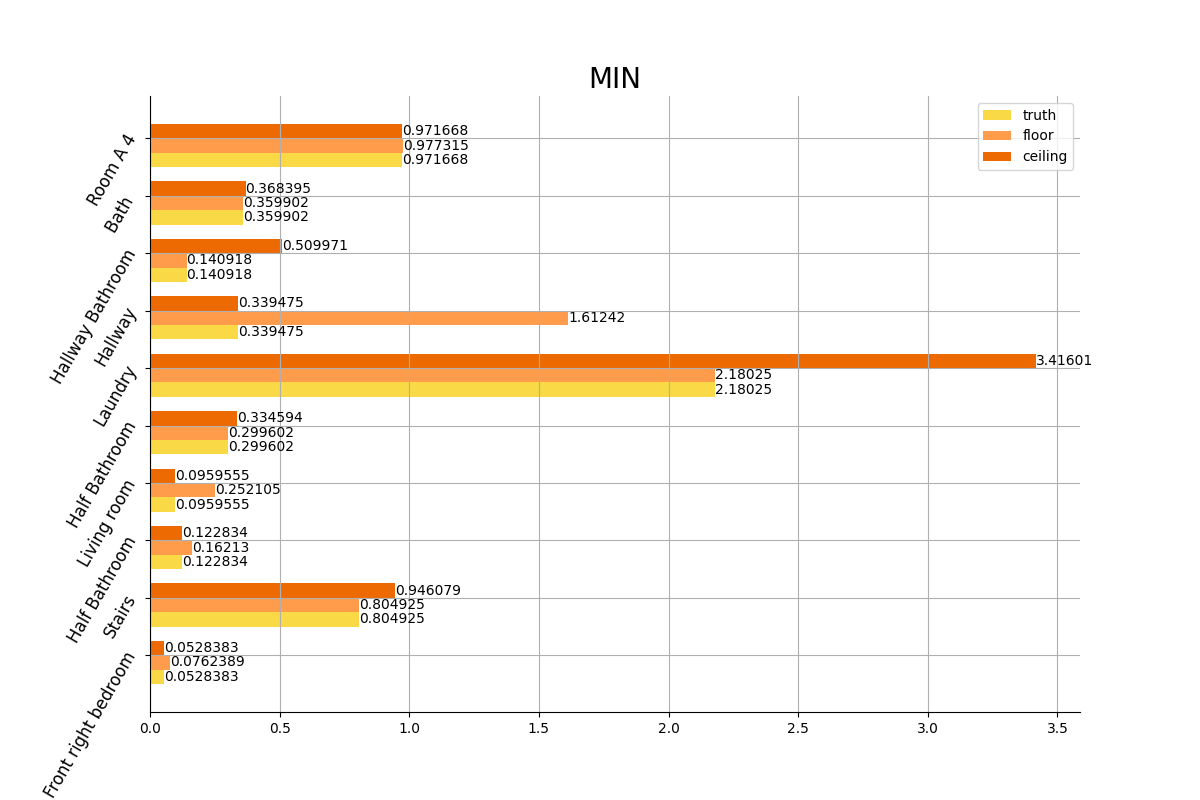 MIN
truth
floor
ceiling
Room A 4
0.971668
0.977315
0.971668
Bath
0.368395
0.359902
0.359902
Hallway Bathroom
0.509971
0.140918
0.140918
Hallway
0.339475
1.61242
0.339475
Laundry
3.41601
2.18025
2.18025
Half Bathroom
0.334594
0.299602
0.299602
Living room
0.0959555
0.252105
0.0959555
Half Bathroom
0.122834
0.16213
0.122834
Stairs
0.946079
0.804925
0.804925
Front right bedroom
0.0528383
0.0762389
0.0528383
0.0 0.5 1.0 1.5 2.0 2.5 3.0 3.5